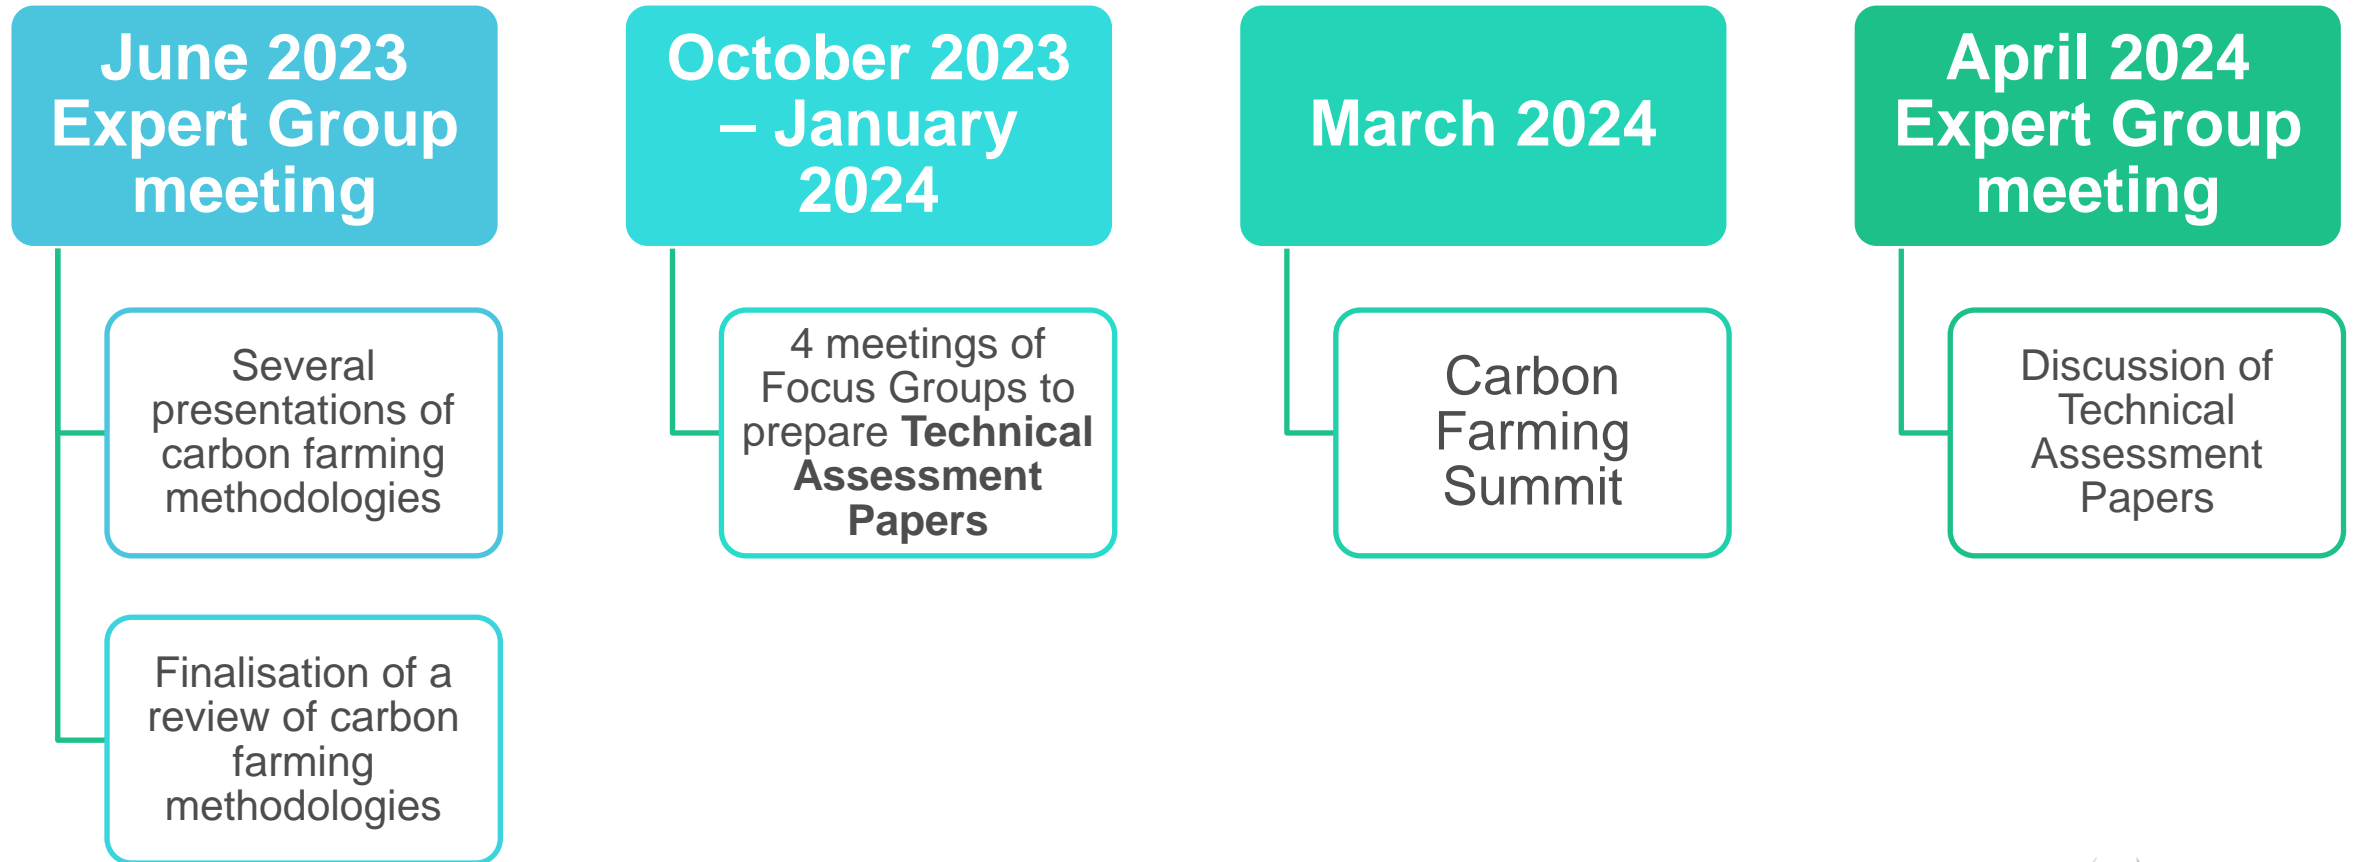 June 2023
Expert Group
meeting
Several
presentations of
carbon farming
methodologies
Finalisation of a
review of carbon
farming
methodologies
October 2023
– January
2024
4 meetings of
Focus Groups to
prepare Technical
Assessment
Papers
March 2024
Carbon
Farming
Summit
April 2024
Expert Group
meeting
Discussion of
Technical
Assessment
Papers